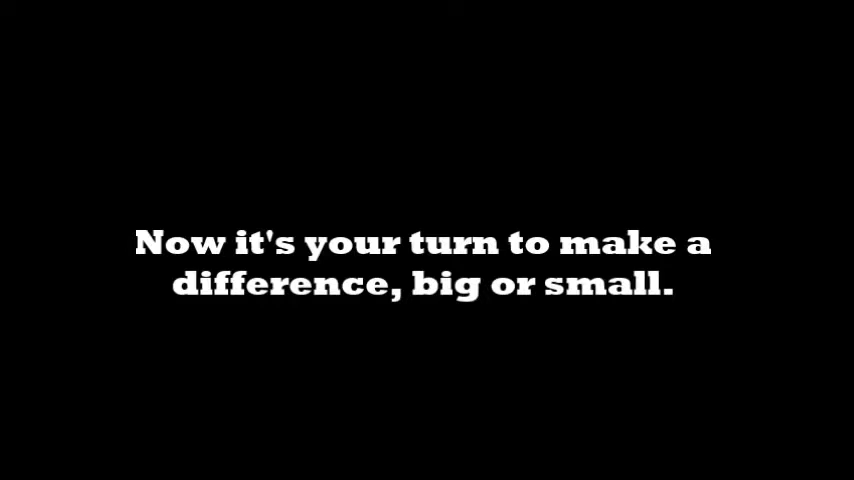 Now it's your turn to make a
difference, big or small.